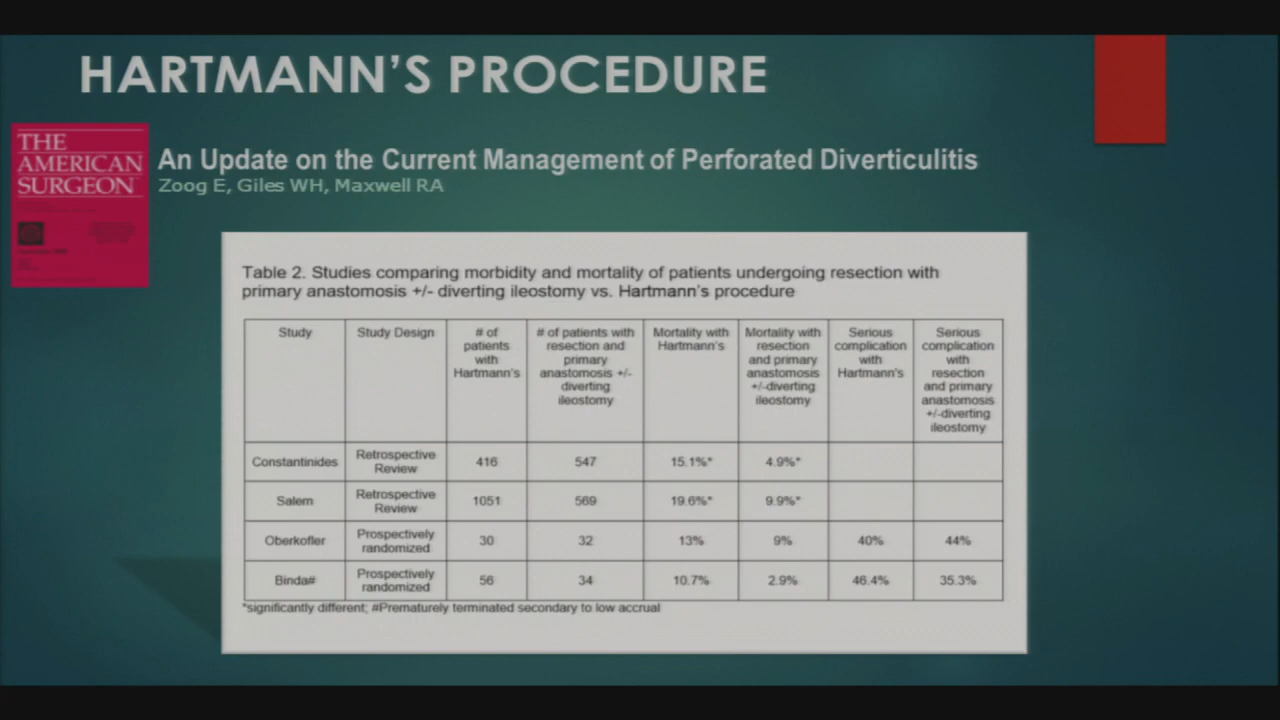 HARTMANN'S PROCEDURE
THE
AMERICAN
SURGEON
An Update on the Current Management of Perforated Diverticulitis
Zoog E, Giles WH, Maxwell RA
Table 2. Studies comparing morbidity and mortality of patients undergoing resection with
primary anastomosis +/- diverting ileostomy vs. Hartmann's procedure
Study | Study Design | # of patients with Hartmann's | # of patients with resection and primary anastomosis +/- diverting ileostomy | Mortality with Hartmann's | Mortality with resection and primary anastomosis +/-diverting ileostomy | Serious complication with Hartmann's | Serious complication with resection and primary anastomosis +/-diverting ileostomy
Constantinides | Retrospective Review | 416 | 547 | 15.1%* | 4.9%*
Salem | Retrospective Review | 1051 | 569 | 19.6%* | 9.9%*
Oberkofler | Prospectively randomized | 30 | 32 | 13% | 9% | 40% | 44%
Binda# | Prospectively randomized | 56 | 34 | 10.7% | 2.9% | 46.4% | 35.3%
*significantly different; #Prematurely terminated secondary to low accrual